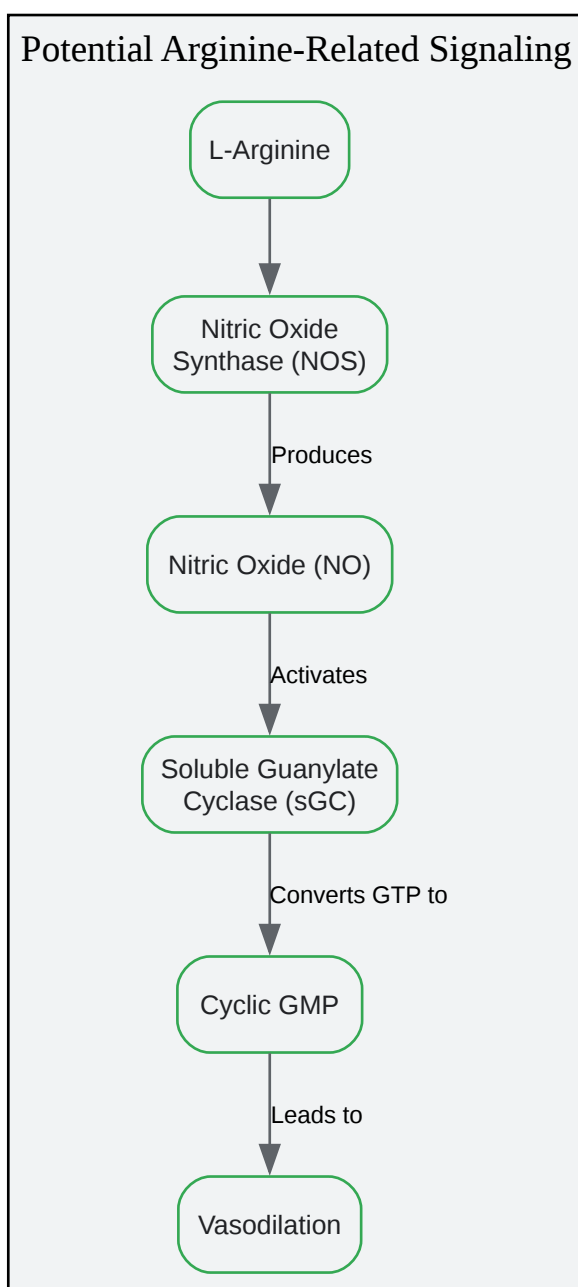 Potential Arginine-Related Signaling
L-Arginine
Nitric Oxide
Synthase (NOS)
Produces
Nitric Oxide (NO)
Activates
Soluble Guanylate
Cyclase (sGC)
Converts GTP to
Cyclic GMP
Leads to
Vasodilation